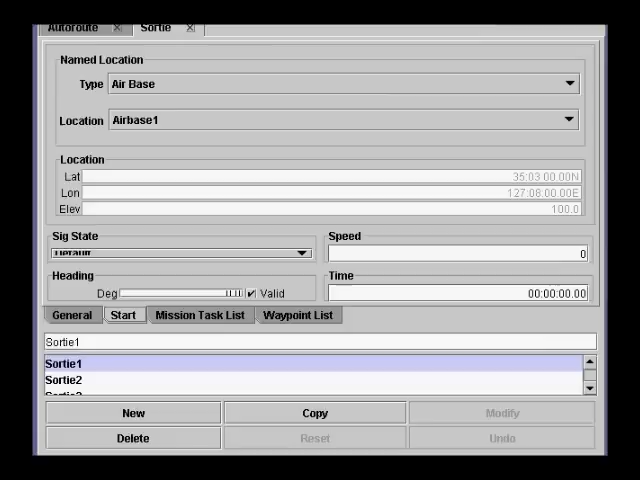 Autoroute Sortie
Named Location
Type Air Base
Location Airbase1
Location
Lat 35:03:00.00N
Lon 127:08:00.00E
Elev 100.0
Sig State Speed
Default 0
Heading Time
Deg Valid 00:00:00.00
General Start Mission Task List Waypoint List
Sortie1
Sortie1
Sortie2
Sortie3
New Copy Modify
Delete Reset Undo